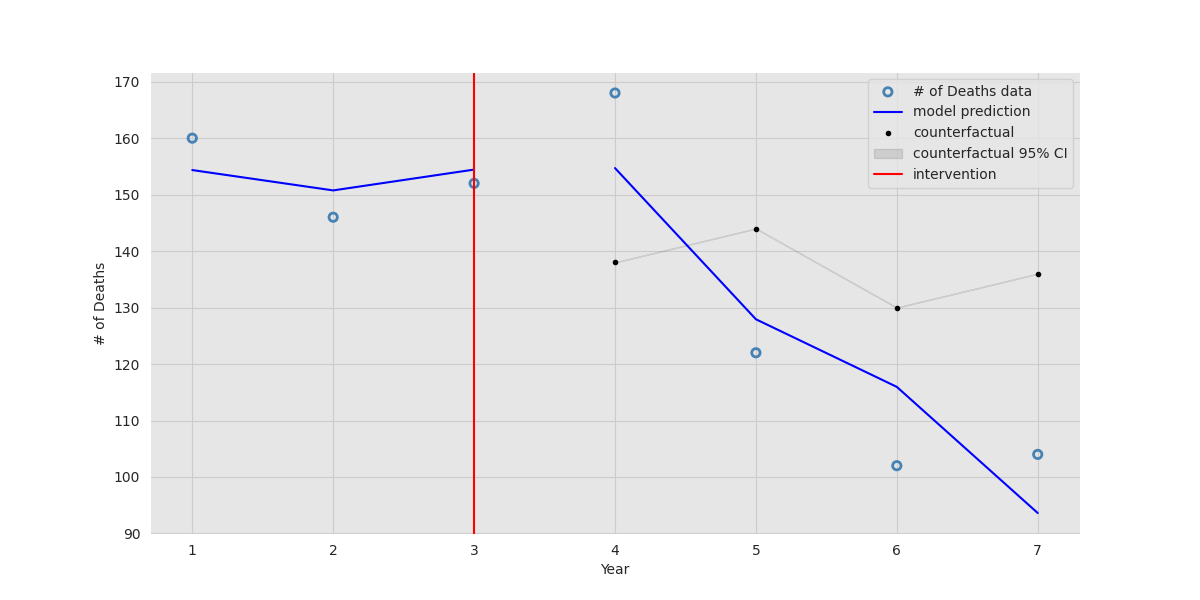 170
160
150
140
130
120
110
100
90
# of Deaths
1 2 3 4 5 6 7
Year
# of Deaths data
model prediction
counterfactual
counterfactual 95% CI
intervention